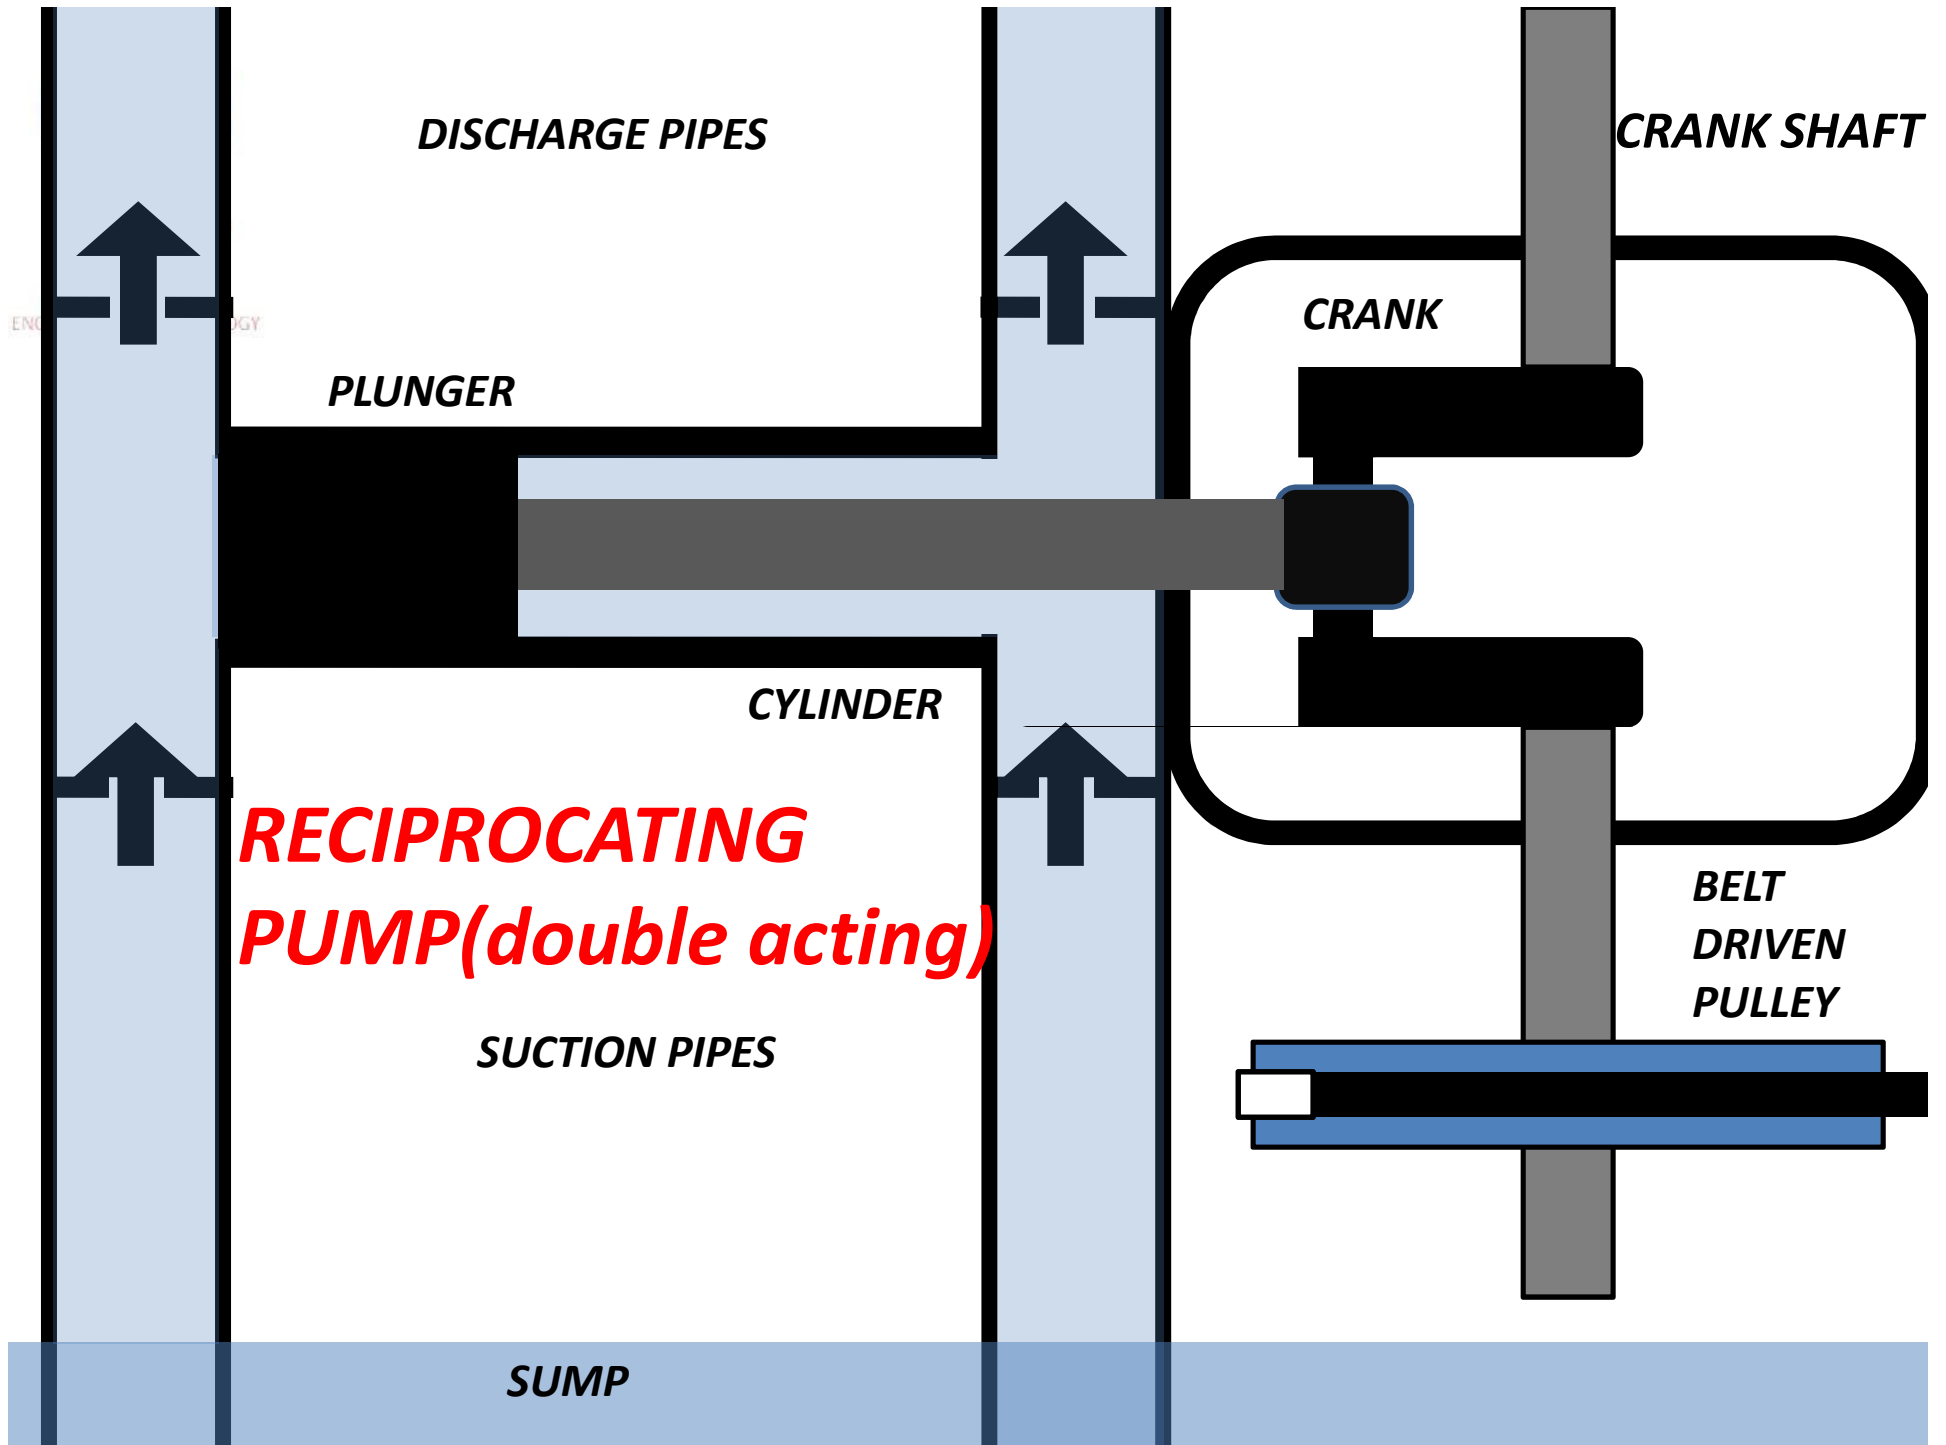 DISCHARGE PIPES
CRANK SHAFT
CRANK
PLUNGER
CYLINDER
RECIPROCATING
PUMP(double acting)
BELT
DRIVEN
PULLEY
SUCTION PIPES
SUMP